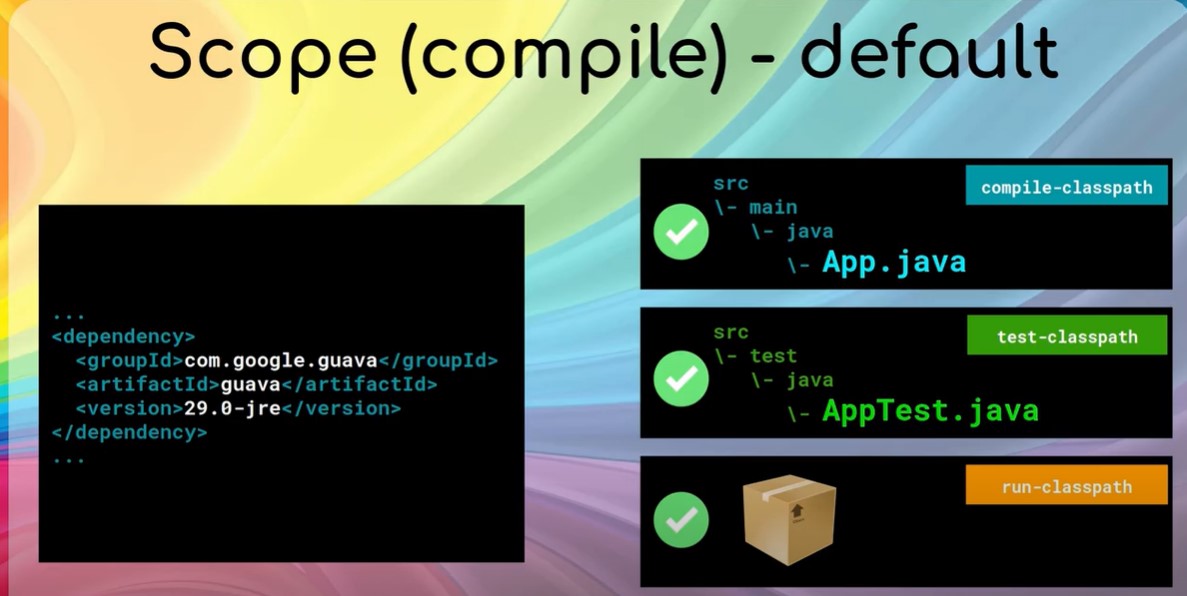 Scope (compile) - default
...
<dependency>
<groupId>com.google.guava</groupId>
<artifactId>guava</artifactId>
<version>29.0-jre</version>
</dependency>
...
compile-classpath
src
\- main
\- java
\- App.java
test-classpath
src
\- test
\- java
\- AppTest.java
run-classpath